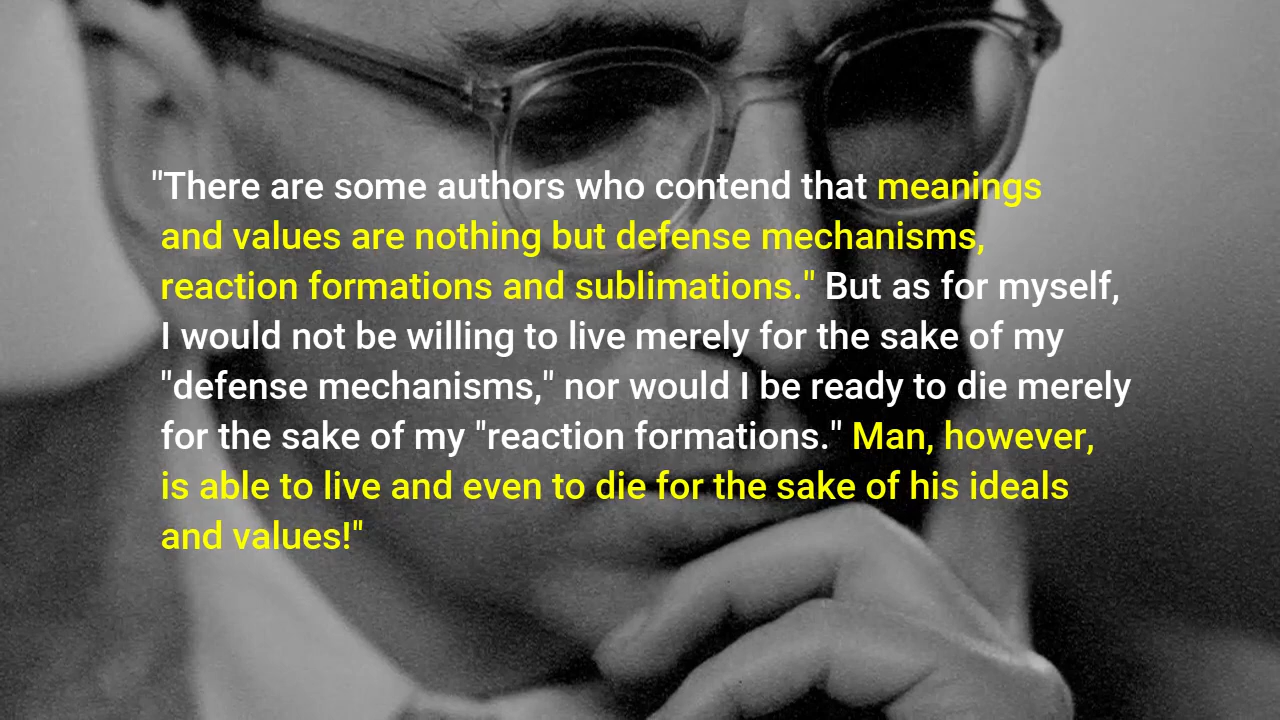 "There are some authors who contend that meanings
and values are nothing but defense mechanisms,
reaction formations and sublimations." But as for myself,
I would not be willing to live merely for the sake of my
"defense mechanisms," nor would I be ready to die merely
for the sake of my "reaction formations." Man, however,
is able to live and even to die for the sake of his ideals
and values!"